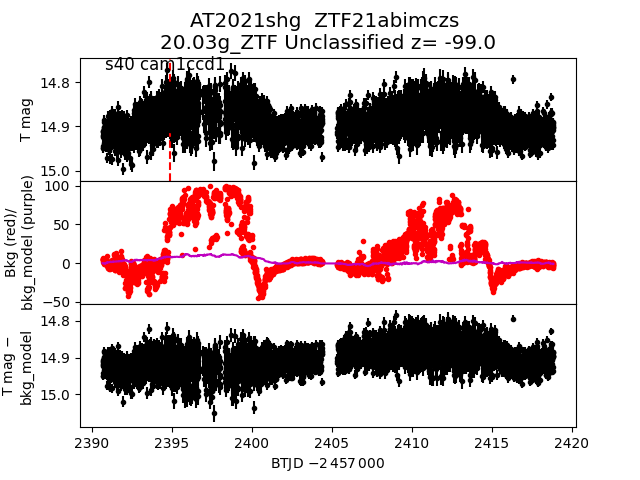 AT2021shg  ZTF21abimczs
20.03g_ZTF Unclassified z= -99.0
s40 cam1ccd1
14.8
14.9
15.0
T mag
100
50
0
−50
Bkg (red)/
bkg_model (purple)
14.8
14.9
15.0
T mag −
bkg_model
2390 2395 2400 2405 2410 2415 2420
BTJD −2 457 000